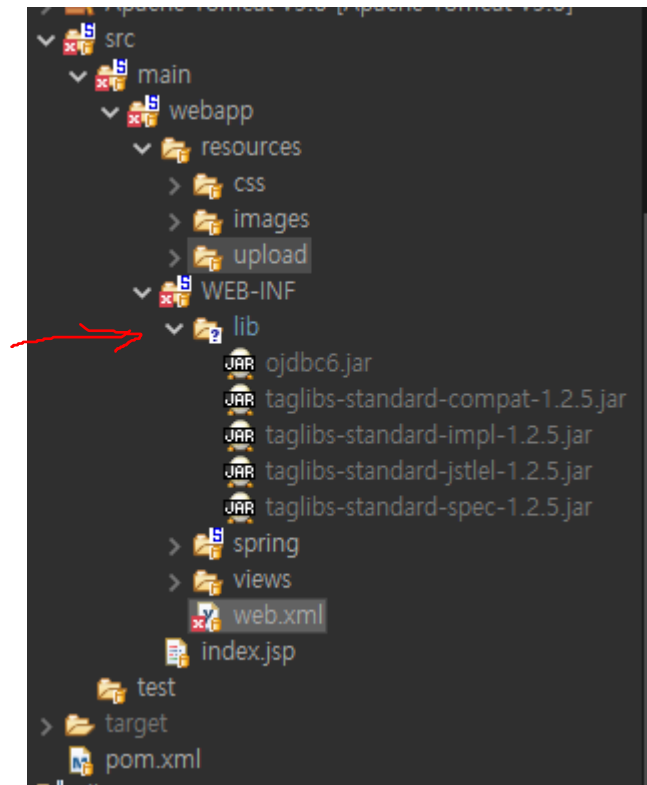 src
main
webapp
resources
css
images
upload
WEB-INF
lib
ojdbc6.jar
taglibs-standard-compat-1.2.5.jar
taglibs-standard-impl-1.2.5.jar
taglibs-standard-jstlel-1.2.5.jar
taglibs-standard-spec-1.2.5.jar
spring
views
web.xml
index.jsp
test
target
pom.xml